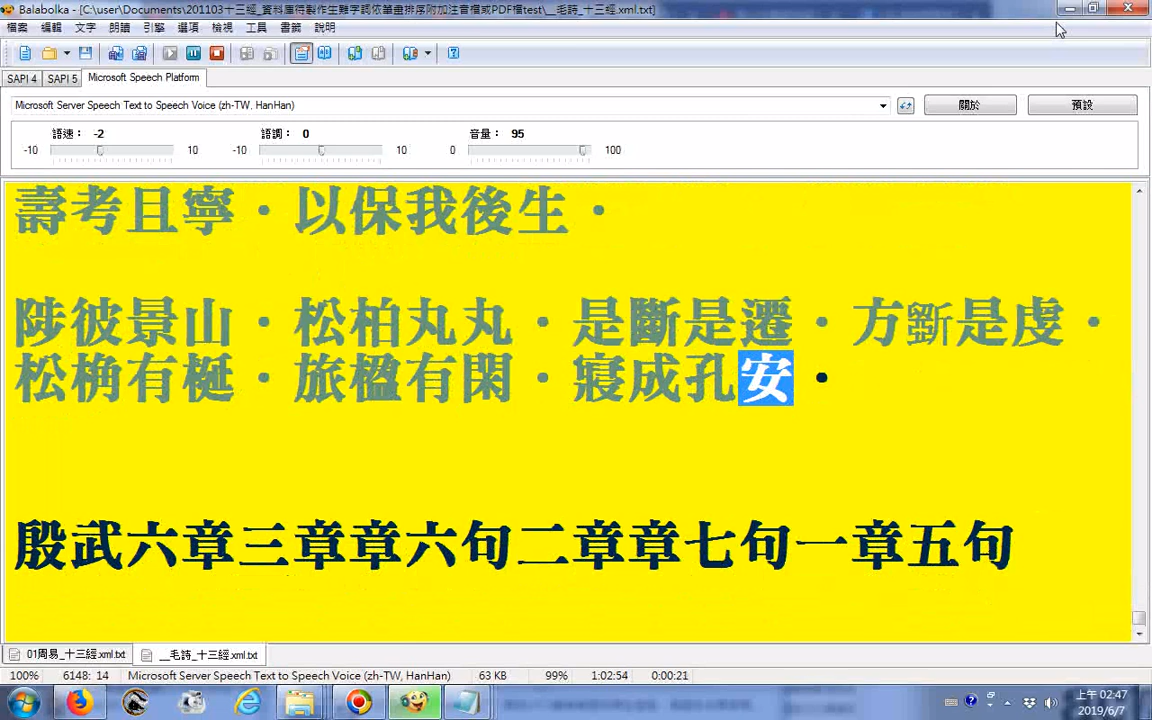 Balabolka - [C:\user\Documents\201103十三經_資料庫待製作生難字詞依筆畫排序附加注音檔或PDF檔test\__毛詩_十三經.xml.txt]
檔案 編輯 文字 朗讀 引擎 選項 檢視 工具 書籤 說明
SAPI 4 SAPI 5 Microsoft Speech Platform
Microsoft Server Speech Text to Speech Voice (zh-TW, HanHan) 關於 預設
語速： -2 語調： 0 音量： 95
-10 10 -10 10 0 100
壽考且寧．以保我後生．
陟彼景山．松柏丸丸．是斷是遷．方斵是虔．
松桷有梴．旅楹有閑．寢成孔安．
殷武六章三章章六句二章章七句一章五句
01周易_十三經.xml.txt __毛詩_十三經.xml.txt
100% 6148: 14 Microsoft Server Speech Text to Speech Voice (zh-TW, HanHan) 63 KB 99% 1:02:54 0:00:21
上午 02:47
2019/6/7